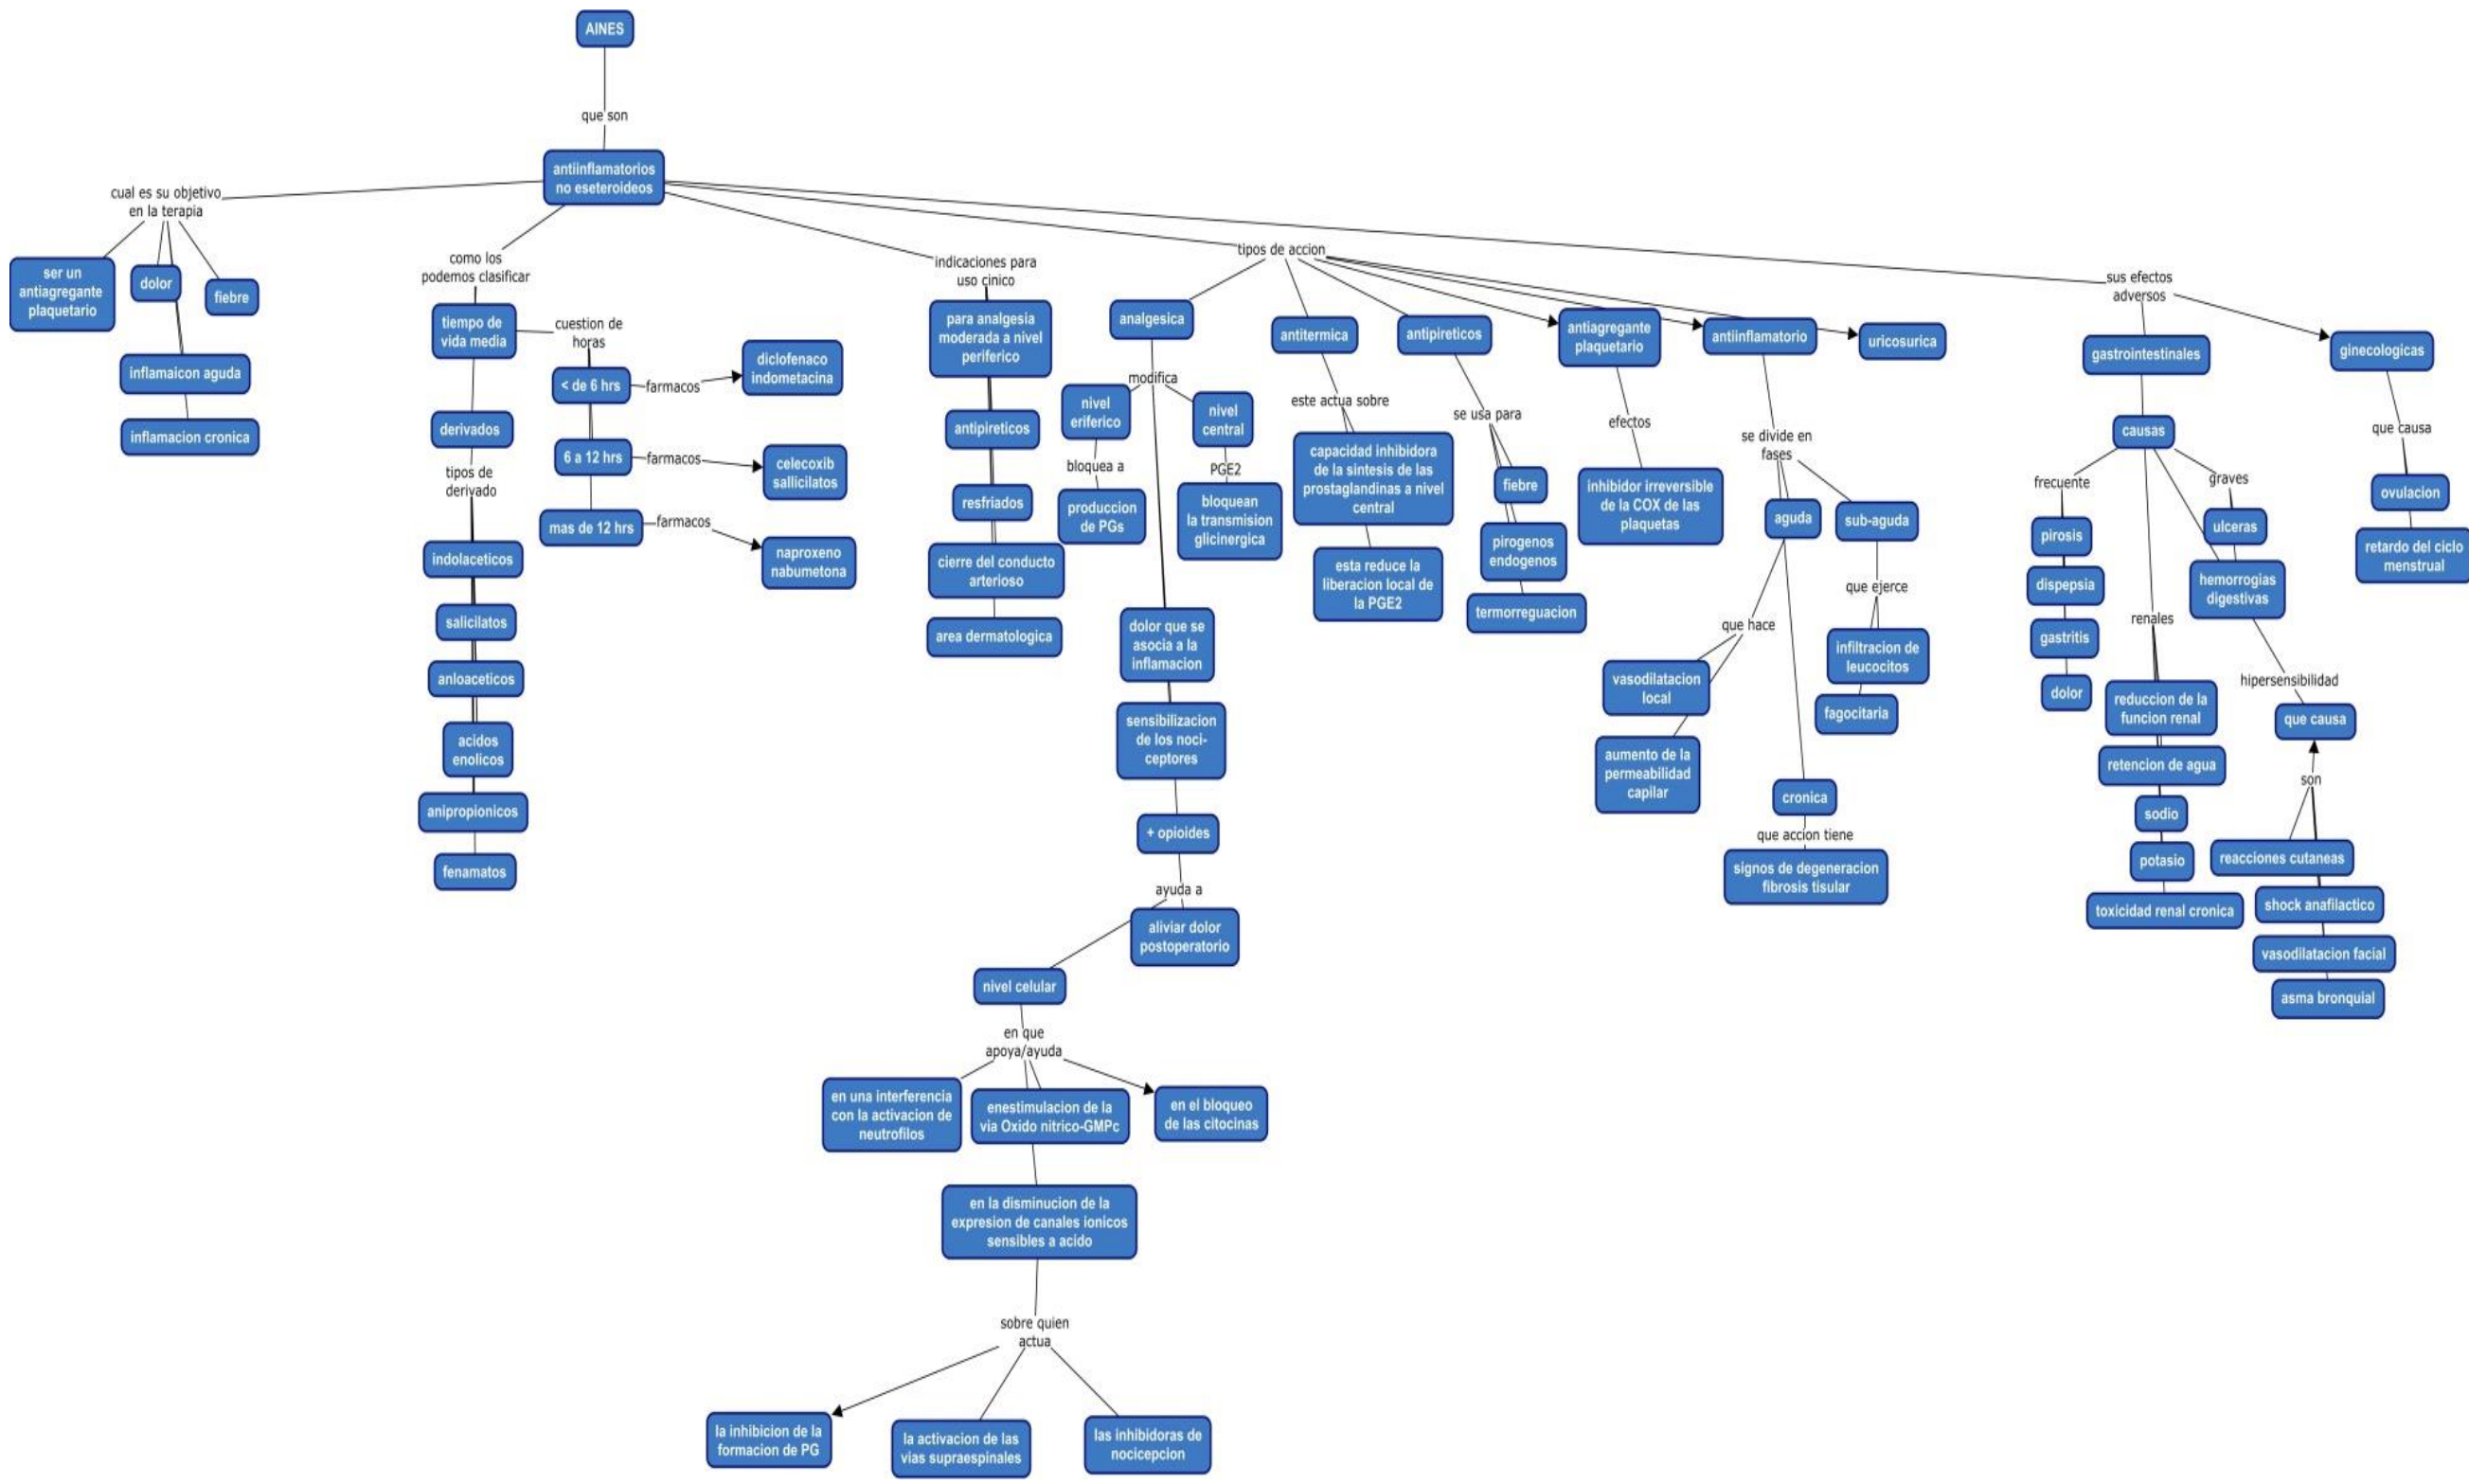 AINES
que son
antiinflamatorios
no eseteroideos
cual es su objetivo
en la terapia
ser un
antiagregante
plaquetario
dolor
fiebre
inflamaicon aguda
inflamacion cronica
como los
podemos clasificar
tiempo de
vida media
cuestion de
horas
< de 6 hrs
farmacos
diclofenaco
indometacina
6 a 12 hrs
farmacos
celecoxib
sallicilatos
mas de 12 hrs
farmacos
naproxeno
nabumetona
derivados
tipos de
derivado
indolaceticos
salicilatos
anloaceticos
acidos
enolicos
anipropionicos
fenamatos
indicaciones para
uso cinico
para analgesia
moderada a nivel
periferico
antipireticos
resfriados
cierre del conducto
arterioso
area dermatologica
tipos de accion
analgesica
modifica
nivel
eriferico
bloquea a
produccion
de PGs
nivel
central
PGE2
bloquean
la transmision
glicinergica
dolor que se
asocia a la
inflamacion
sensibilizacion
de los noci-
ceptores
+ opioides
ayuda a
aliviar dolor
postoperatorio
nivel celular
en que
apoya/ayuda
en una interferencia
con la activacion de
neutrofilos
enestimulacion de la
via Oxido nitrico-GMPc
en el bloqueo
de las citocinas
en la disminucion de la
expresion de canales ionicos
sensibles a acido
sobre quien
actua
la inhibicion de la
formacion de PG
la activacion de las
vias supraespinales
las inhibidoras de
nocicepcion
antitermica
este actua sobre
capacidad inhibidora
de la sintesis de las
prostaglandinas a nivel
central
esta reduce la
liberacion local de
la PGE2
antipireticos
se usa para
fiebre
pirogenos
endogenos
termorreguacion
antiagregante
plaquetario
efectos
inhibidor irreversible
de la COX de las
plaquetas
antiinflamatorio
se divide en
fases
aguda
que hace
vasodilatacion
local
aumento de la
permeabilidad
capilar
sub-aguda
que ejerce
infiltracion de
leucocitos
fagocitaria
cronica
que accion tiene
signos de degeneracion
fibrosis tisular
uricosurica
sus efectos
adversos
gastrointestinales
causas
frecuente
pirosis
dispepsia
gastritis
dolor
renales
reduccion de la
funcion renal
retencion de agua
sodio
potasio
toxicidad renal cronica
graves
ulceras
hemorrogias
digestivas
hipersensibilidad
que causa
son
reacciones cutaneas
shock anafilactico
vasodilatacion facial
asma bronquial
ginecologicas
que causa
ovulacion
retardo del ciclo
menstrual